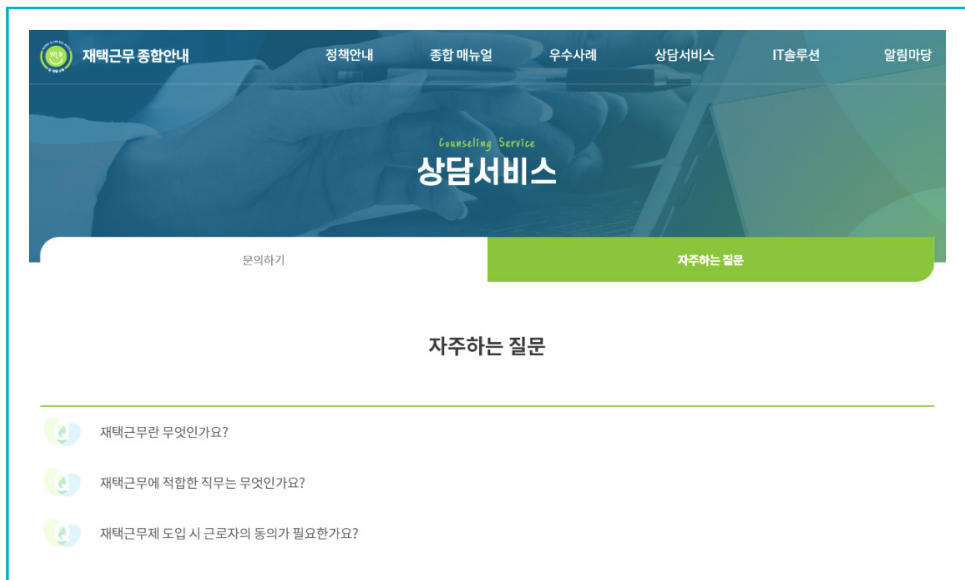 재택근무 종합안내
정책안내
종합 매뉴얼
우수사례
상담서비스
IT솔루션
알림마당
Counseling Service
상담서비스
문의하기
자주하는 질문
자주하는 질문
재택근무란 무엇인가요?
재택근무에 적합한 직무는 무엇인가요?
재택근무제 도입 시 근로자의 동의가 필요한가요?